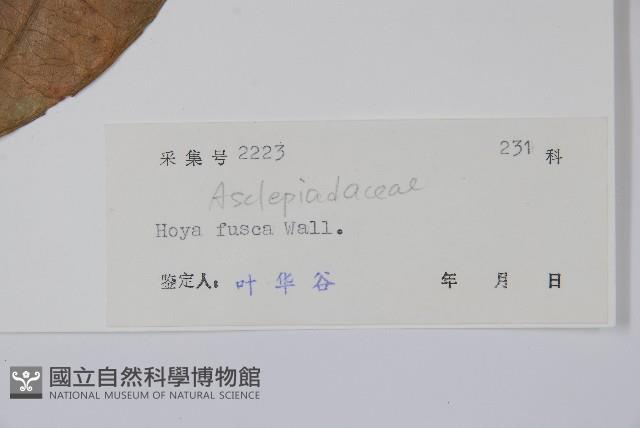 采集号 2223 231 科
Asclepiadaceae
Hoya fusca Wall.
鉴定人: 叶华谷 年 月 日
國立自然科學博物館
NATIONAL MUSEUM OF NATURAL SCIENCE